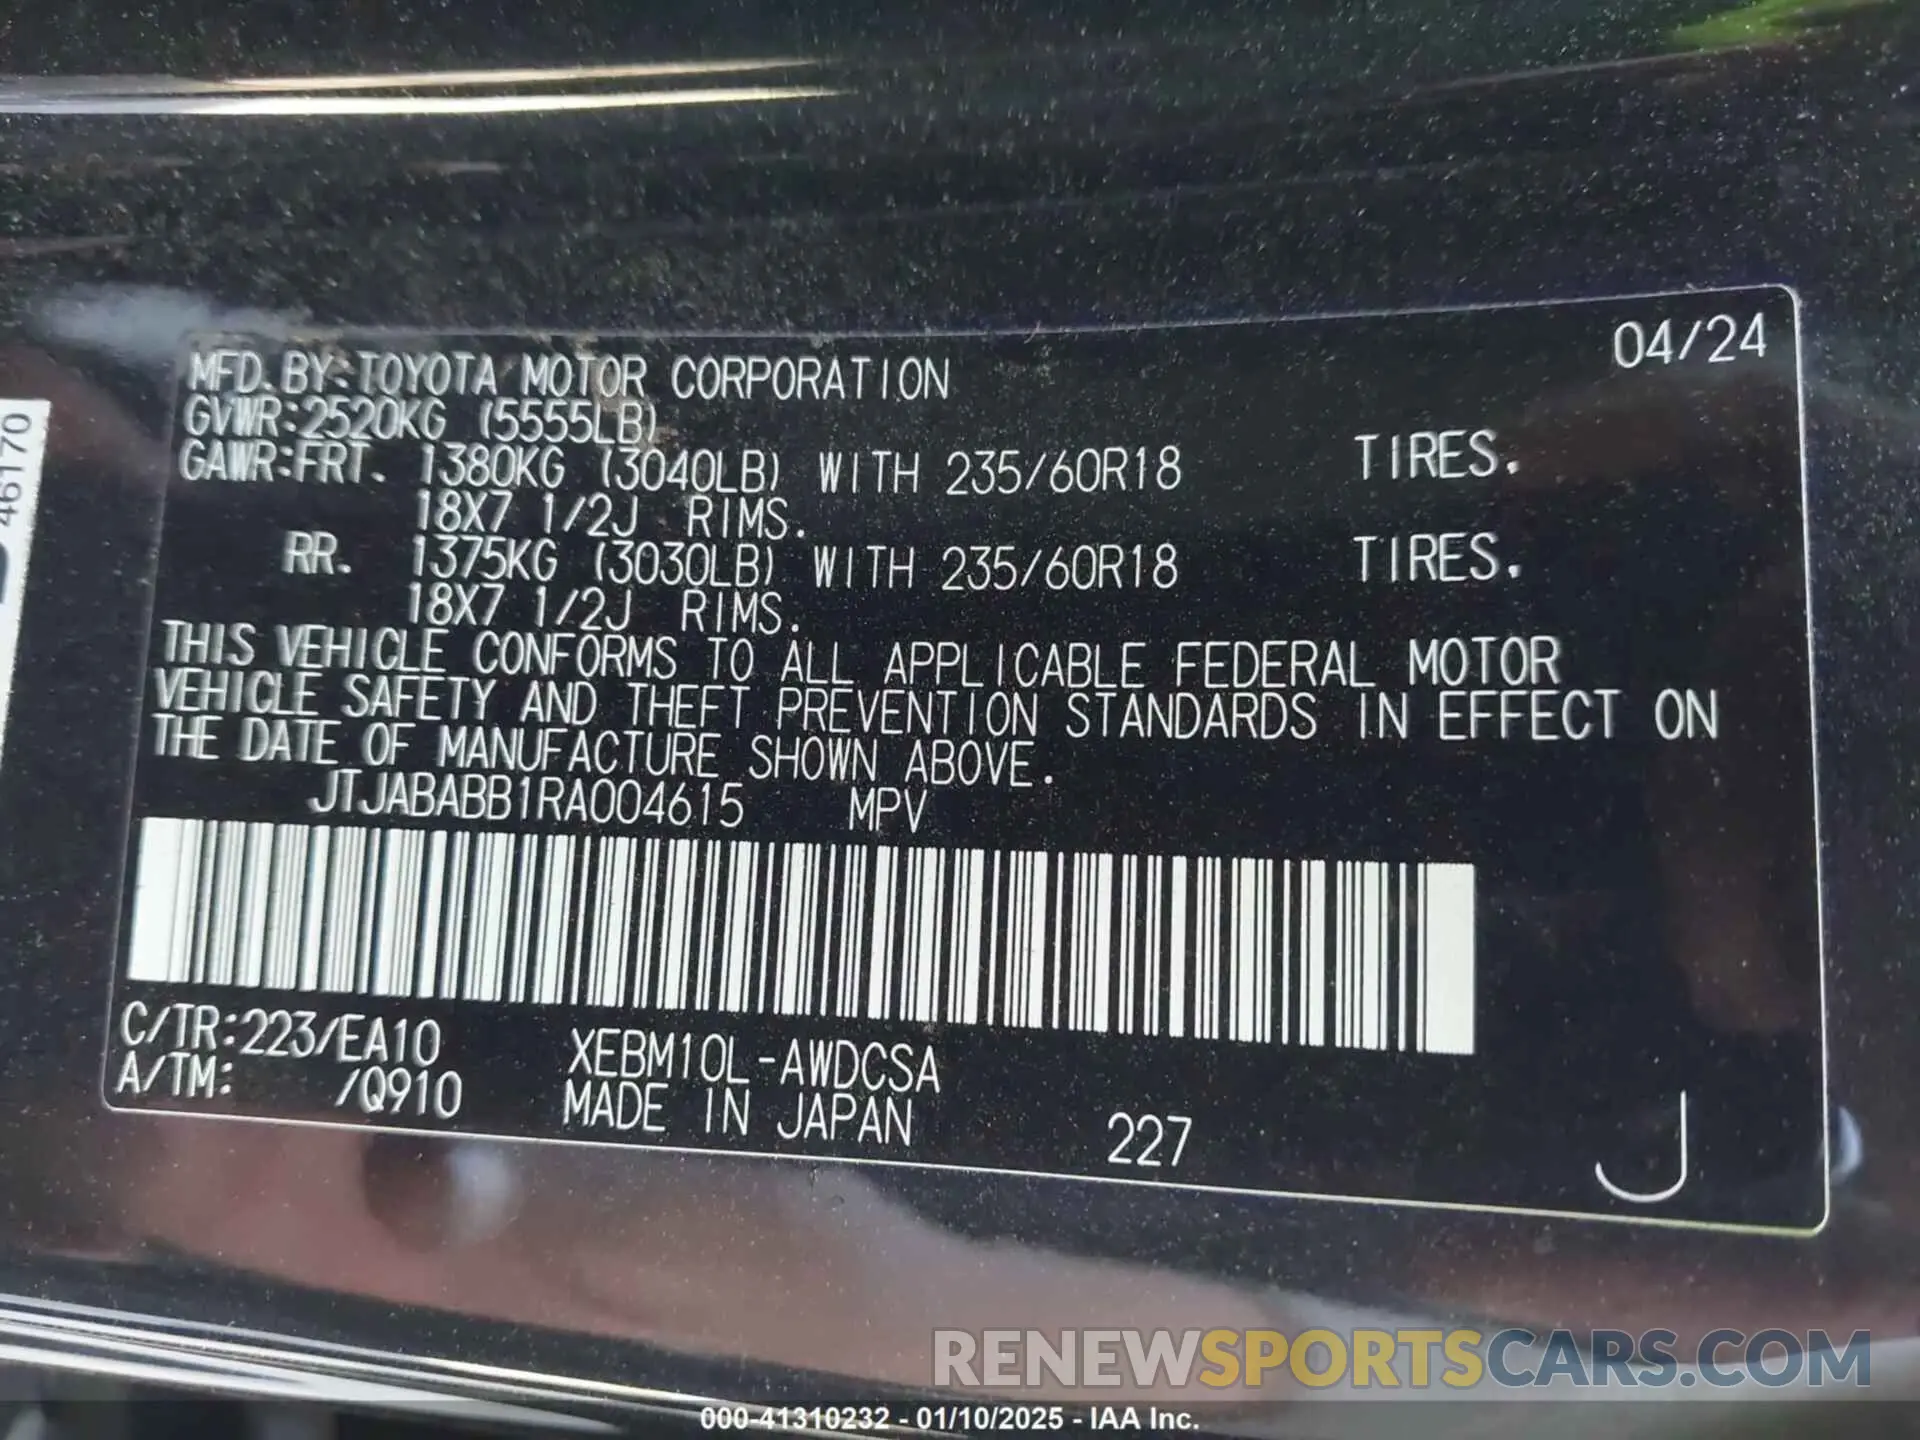 04/24
MFD. BY:TOYOTA MOTOR CORPORATION
GVWR:2520KG (5555LB)
GAWR:FRT. 1380KG (3040LB) WITH 235/60R18 TIRES.
18X7 1/2J RIMS.
RR. 1375KG (3030LB) WITH 235/60R18 TIRES.
18X7 1/2J RIMS.
THIS VEHICLE CONFORMS TO ALL APPLICABLE FEDERAL MOTOR
VEHICLE SAFETY AND THEFT PREVENTION STANDARDS IN EFFECT ON
THE DATE OF MANUFACTURE SHOWN ABOVE.
JTJABABB1RA004615 MPV
C/TR:223/EA10 XEBM10L-AWDCSA
A/TM: /Q910 MADE IN JAPAN 227
J
46170
RENEWSPORTSCARS.COM
000-41310232 - 01/10/2025 - IAA Inc.